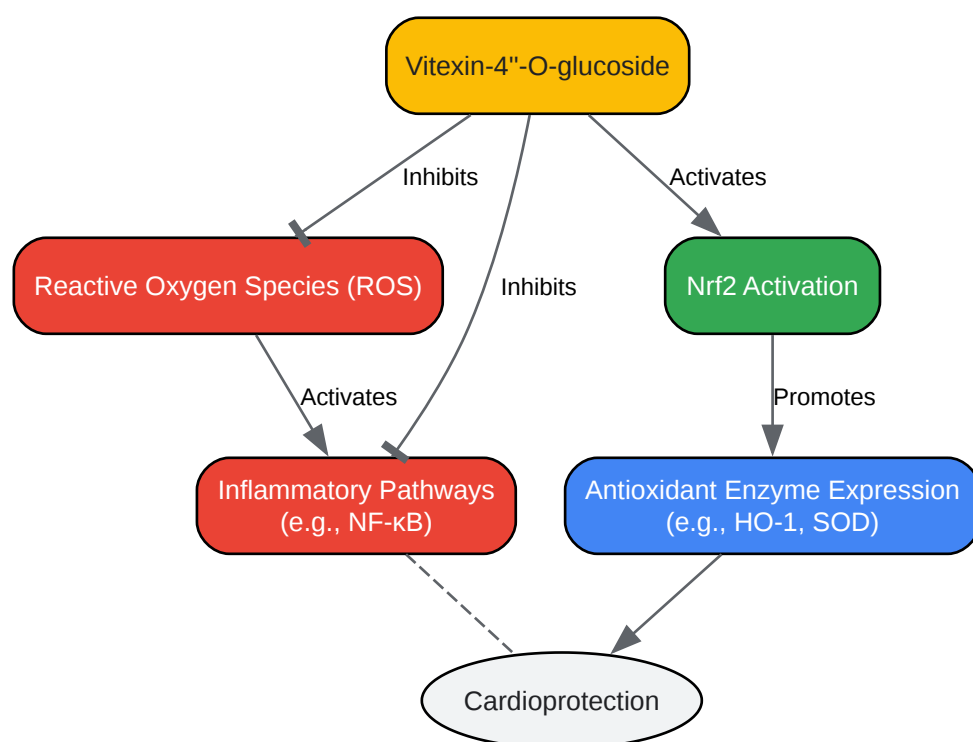 Vitexin-4"-O-glucoside
Inhibits
Activates
Reactive Oxygen Species (ROS)
Inhibits
Nrf2 Activation
Activates
Promotes
Inflammatory Pathways
(e.g., NF-κB)
Antioxidant Enzyme Expression
(e.g., HO-1, SOD)
Cardioprotection